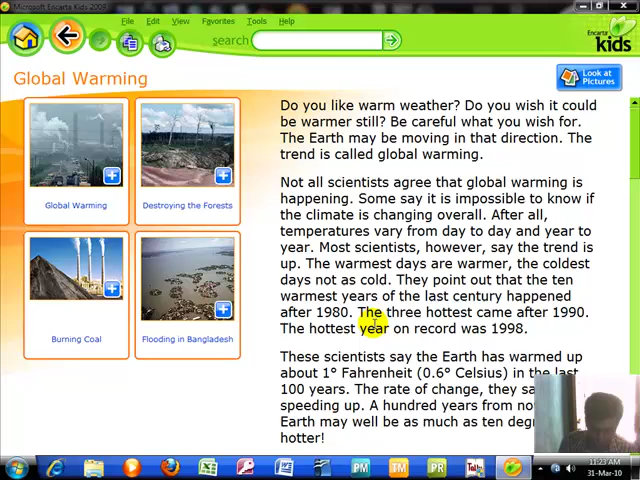 Microsoft Encarta Kids 2009
File Edit View Favorites Tools Help
search
Encarta
kids
Global Warming
Look at
Pictures
Global Warming
Destroying the Forests
Burning Coal
Flooding in Bangladesh
Do you like warm weather? Do you wish it could
be warmer still? Be careful what you wish for.
The Earth may be moving in that direction. The
trend is called global warming.
Not all scientists agree that global warming is
happening. Some say it is impossible to know if
the climate is changing overall. After all,
temperatures vary from day to day and year to
year. Most scientists, however, say the trend is
up. The warmest days are warmer, the coldest
days not as cold. They point out that the ten
warmest years of the last century happened
after 1980. The three hottest came after 1990.
The hottest year on record was 1998.
These scientists say the Earth has warmed up
about 1° Fahrenheit (0.6° Celsius) in the last
100 years. The rate of change, they
speeding up. A hundred years from
Earth may well be as much as ten
hotter!
PM
TM
PR
11:23 AM
31-Mar-10